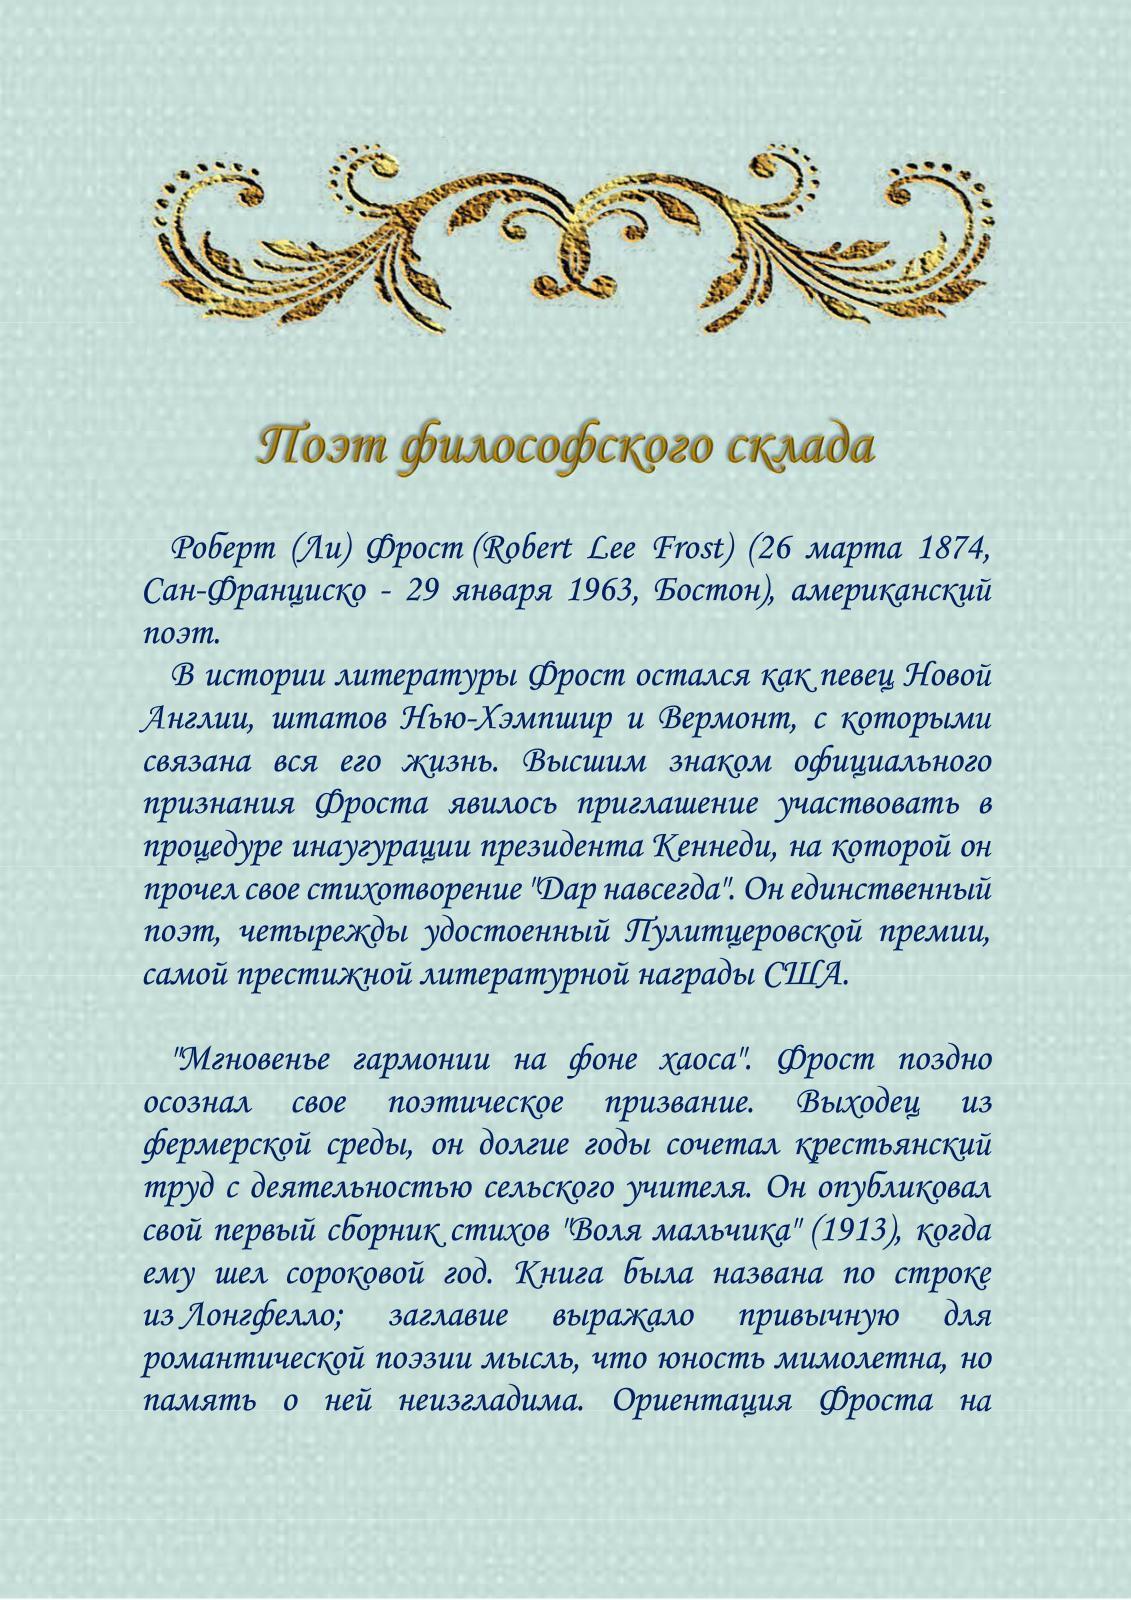 Поэт философского склада
Роберт (Ли) Фрост (Robert Lee Frost) (26 марта 1874,
Сан-Франциско - 29 января 1963, Бостон), американский
поэт.
В истории литературы Фрост остался как певец Новой
Англии, штатов Нью-Хэмпшир и Вермонт, с которыми
связана вся его жизнь. Высшим знаком официального
признания Фроста явилось приглашение участвовать в
процедуре инаугурации президента Кеннеди, на которой он
прочел свое стихотворение "Дар навсегда". Он единственный
поэт, четырежды удостоенный Пулитцеровской премии,
самой престижной литературной награды США.
"Мгновенье гармонии на фоне хаоса". Фрост поздно
осознал свое поэтическое призвание. Выходец из
фермерской среды, он долгие годы сочетал крестьянский
труд с деятельностью сельского учителя. Он опубликовал
свой первый сборник стихов "Воля мальчика" (1913), когда
ему шел сороковой год. Книга была названа по строке
из Лонгфелло; заглавие выражало привычную для
романтической поэзии мысль, что юность мимолетна, но
память о ней неизгладима. Ориентация Фроста на